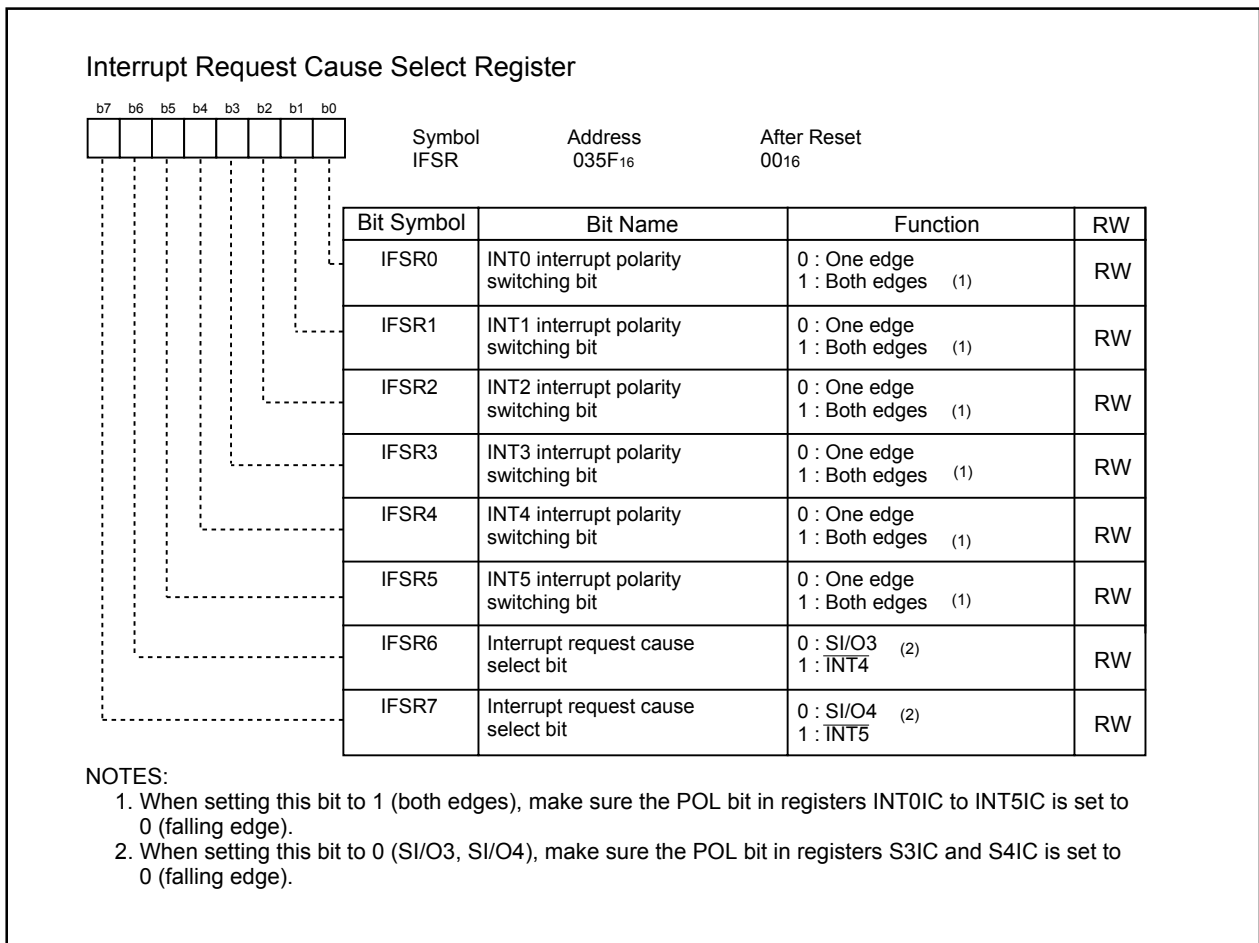 Interrupt Request Cause Select Register
b7 b6 b5 b4 b3 b2 b1 b0
Symbol Address After Reset
IFSR 035F16 0016
Bit Symbol Bit Name Function RW
IFSR0 INT0 interrupt polarity 0 : One edge
switching bit 1 : Both edges (1) RW
IFSR1 INT1 interrupt polarity 0 : One edge
switching bit 1 : Both edges (1) RW
IFSR2 INT2 interrupt polarity 0 : One edge
switching bit 1 : Both edges (1) RW
IFSR3 INT3 interrupt polarity 0 : One edge
switching bit 1 : Both edges (1) RW
IFSR4 INT4 interrupt polarity 0 : One edge
switching bit 1 : Both edges (1) RW
IFSR5 INT5 interrupt polarity 0 : One edge
switching bit 1 : Both edges (1) RW
IFSR6 Interrupt request cause 0 : SI/O3 (2)
select bit 1 : INT4 RW
IFSR7 Interrupt request cause 0 : SI/O4 (2)
select bit 1 : INT5 RW
NOTES:
1. When setting this bit to 1 (both edges), make sure the POL bit in registers INT0IC to INT5IC is set to
0 (falling edge).
2. When setting this bit to 0 (SI/O3, SI/O4), make sure the POL bit in registers S3IC and S4IC is set to
0 (falling edge).